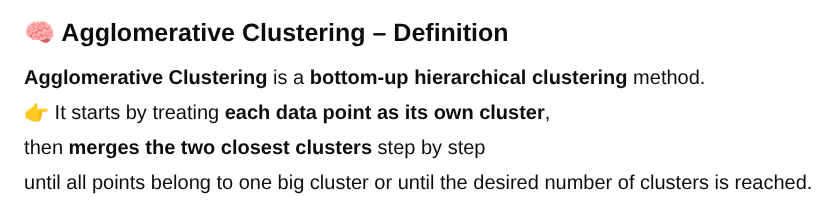 🧠 Agglomerative Clustering – Definition
Agglomerative Clustering is a bottom-up hierarchical clustering method.
👉 It starts by treating each data point as its own cluster,
then merges the two closest clusters step by step
until all points belong to one big cluster or until the desired number of clusters is reached.